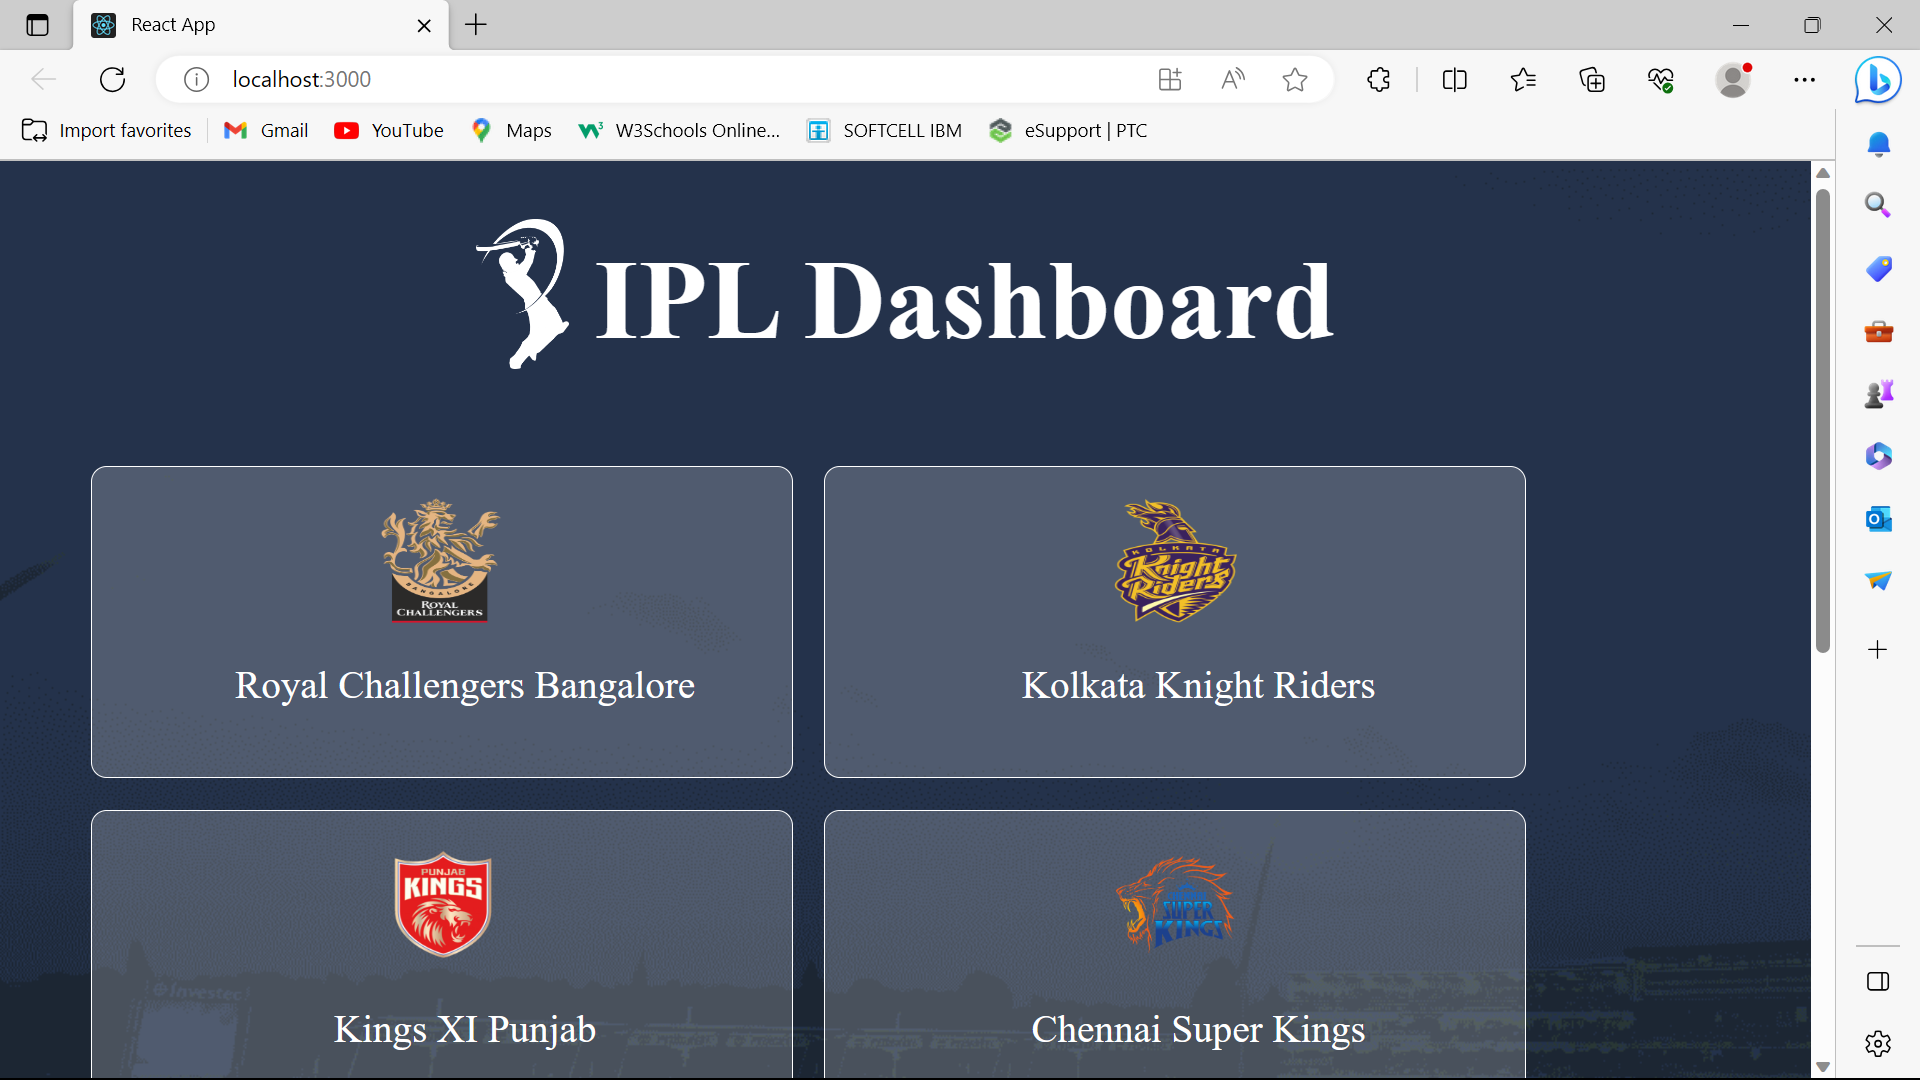 React App
localhost:3000
Import favorites
Gmail
YouTube
Maps
W3Schools Online...
SOFTCELL IBM
eSupport | PTC
IPL Dashboard
BANGALORE
ROYAL
CHALLENGERS
Royal Challengers Bangalore
KOLKATA
Knight
Riders
Kolkata Knight Riders
PUNJAB
KINGS
Kings XI Punjab
SUPER
KINGS
Chennai Super Kings
Investec